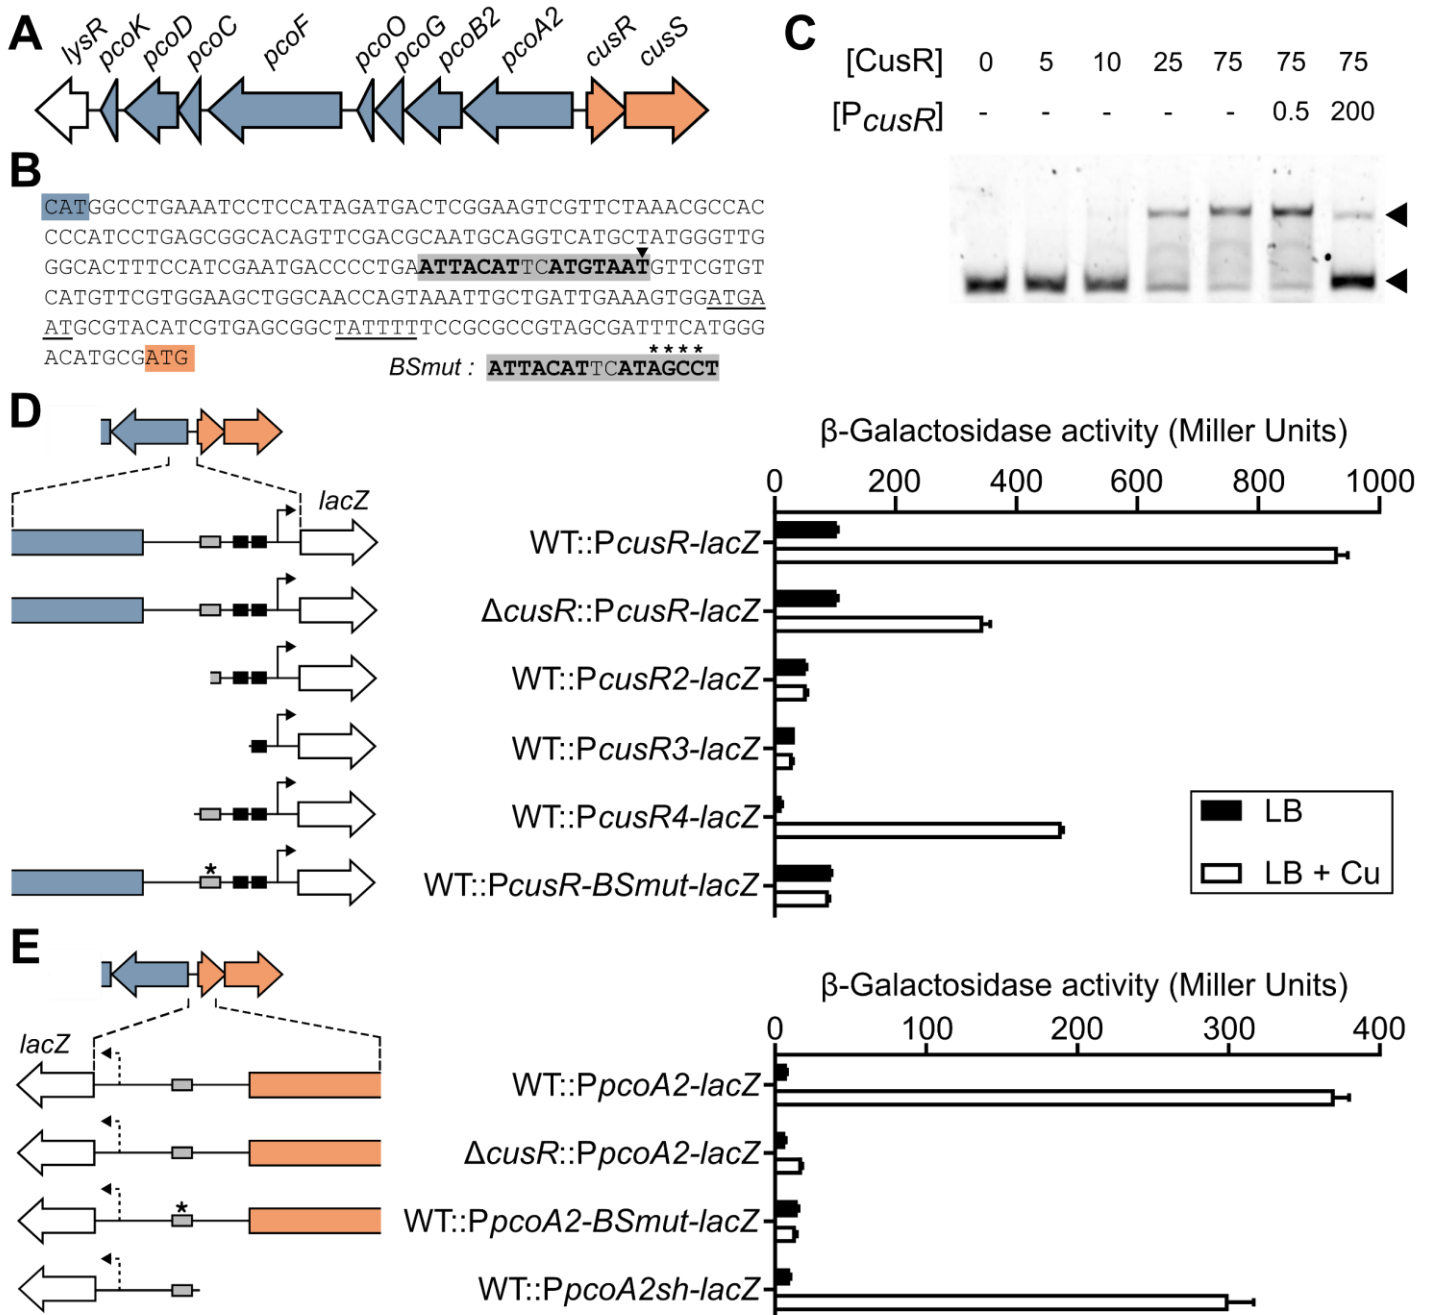 A
lysR pcoK pcoD pcoC pcoF pcoO pcoG pcoB2 pcoA2 cusR cusS
B
CATGGCCTGAAATCCTCCATAGATGACTCGGAAGTCGTTCTAAACGCCAC
CCCATCCTGAGCGGCACAGTTCGACGCAATGCAGGTCATGCTATGGGTTG
GGCACTTTCCATCGAATGACCCCTGAATTACATTCATGTAATGTTCGTGT
CATGTTCGTGGAAGCTGGCAACCAGTAAATTGCTGATTGAAAGTGGATGA
ATGCGTACATCGTGAGCGGCTATTTTTCCGCGCCGTAGCGATTTCATGGG
ACATGCGATG
****
BSmut : ATTACATTCATAGCCT
C
[CusR] 0 5 10 25 75 75 75
[PcusR] - - - - - 0.5 200
D
lacZ
*
β-Galactosidase activity (Miller Units)
0 200 400 600 800 1000
WT::PcusR-lacZ
ΔcusR::PcusR-lacZ
WT::PcusR2-lacZ
WT::PcusR3-lacZ
WT::PcusR4-lacZ
WT::PcusR-BSmut-lacZ
LB
LB + Cu
E
lacZ
*
β-Galactosidase activity (Miller Units)
0 100 200 300 400
WT::PpcoA2-lacZ
ΔcusR::PpcoA2-lacZ
WT::PpcoA2-BSmut-lacZ
WT::PpcoA2sh-lacZ